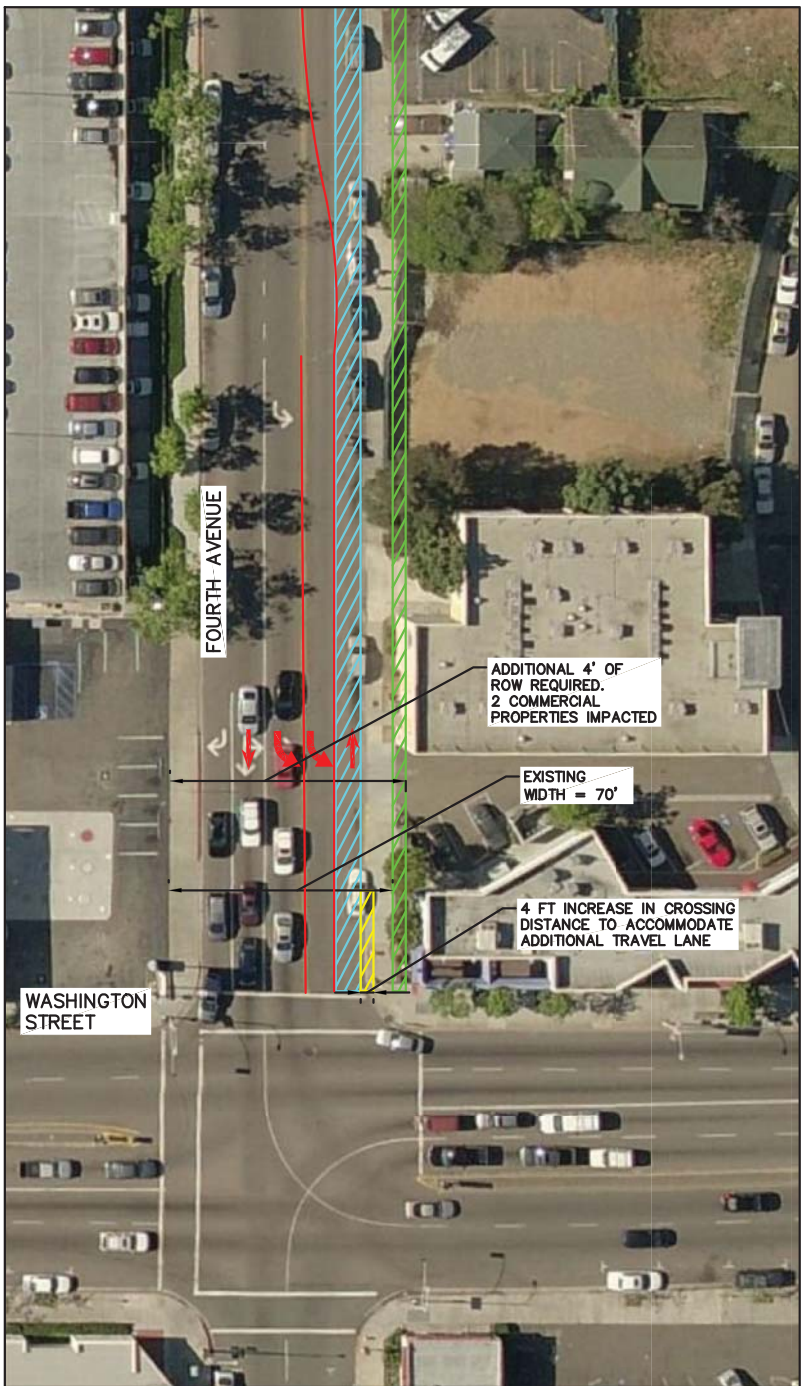 FOURTH AVENUE
ADDITIONAL 4' OF
ROW REQUIRED.
2 COMMERCIAL
PROPERTIES IMPACTED
EXISTING
WIDTH = 70'
4 FT INCREASE IN CROSSING
DISTANCE TO ACCOMMODATE
ADDITIONAL TRAVEL LANE
WASHINGTON
STREET